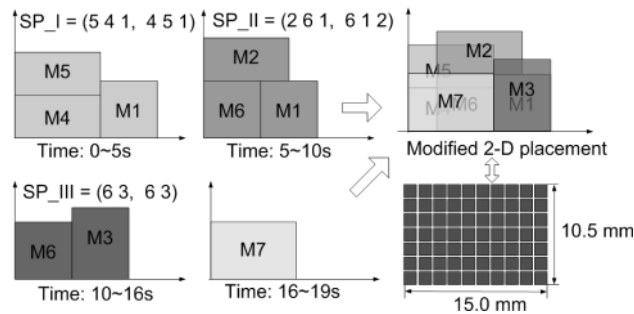 SP_I = (5 4 1, 4 5 1)
M5
M4
M1
Time: 0~5s
SP_II = (2 6 1, 6 1 2)
M2
M6
M1
Time: 5~10s
M2
M5
M3
M7
M6
M1
Modified 2-D placement
SP_III = (6 3, 6 3)
M6
M3
Time: 10~16s
M7
Time: 16~19s
10.5 mm
15.0 mm